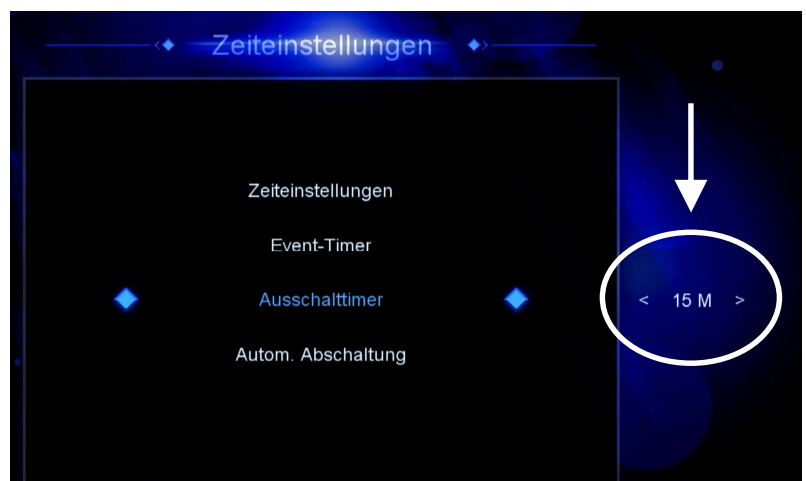 Zeiteinstellungen
Zeiteinstellungen
Event-Timer
Ausschalttimer
< 15 M >
Autom. Abschaltung